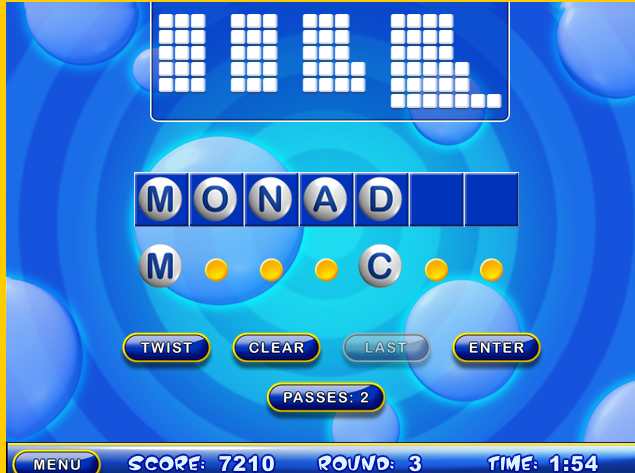 MONAD
M C
TWIST CLEAR LAST ENTER
PASSES: 2
MENU SCORE: 7210 ROUND: 3 TIME: 1:54